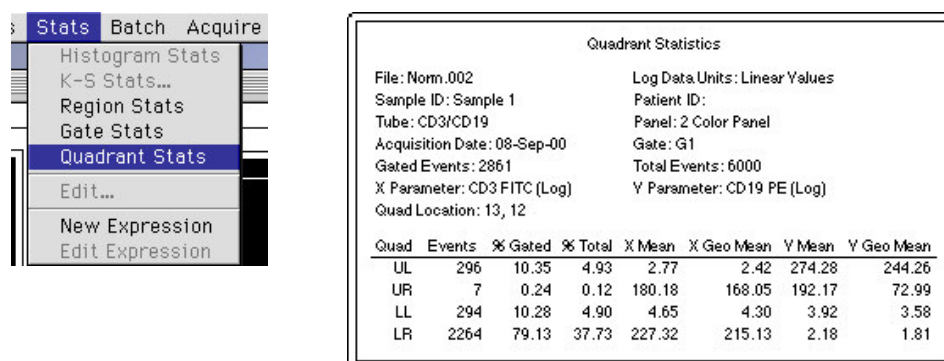 s Stats Batch Acquire
Histogram Stats
K-S Stats...
Region Stats
Gate Stats
Quadrant Stats
Edit...
New Expression
Edit Expression
Quadrant Statistics
File: Norm.002 Log Data Units: Linear Values
Sample ID: Sample 1 Patient ID:
Tube: CD3/CD19 Panel: 2 Color Panel
Acquisition Date: 08-Sep-00 Gate: G1
Gated Events: 2861 Total Events: 6000
X Parameter: CD3 FITC (Log) Y Parameter: CD19 PE (Log)
Quad Location: 13, 12
Quad Events % Gated % Total X Mean X Geo Mean Y Mean Y Geo Mean
UL 296 10.35 4.93 2.77 2.42 274.28 244.26
UR 7 0.24 0.12 180.18 168.05 192.17 72.99
LL 294 10.28 4.90 4.65 4.30 3.92 3.58
LR 2264 79.13 37.73 227.32 215.13 2.18 1.81